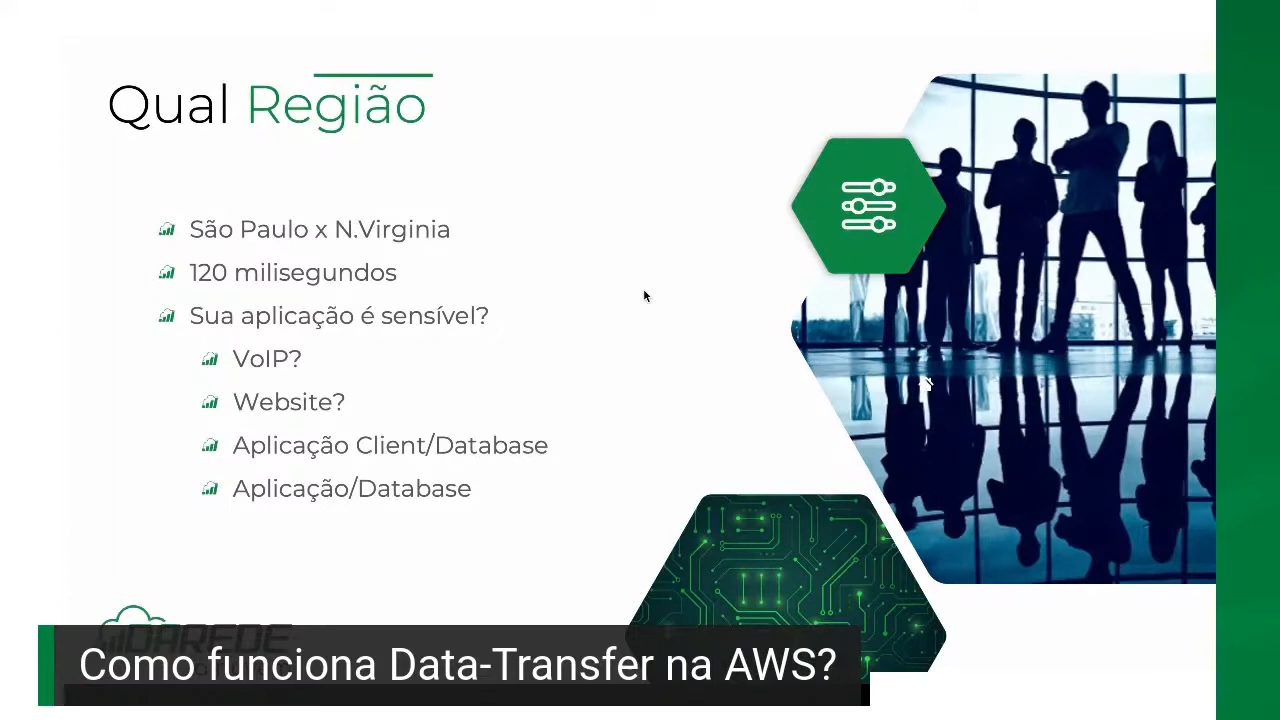 Qual Região
São Paulo x N.Virginia
120 milisegundos
Sua aplicação é sensível?
VoIP?
Website?
Aplicação Client/Database
Aplicação/Database
DAREDE
Como funciona Data-Transfer na AWS?